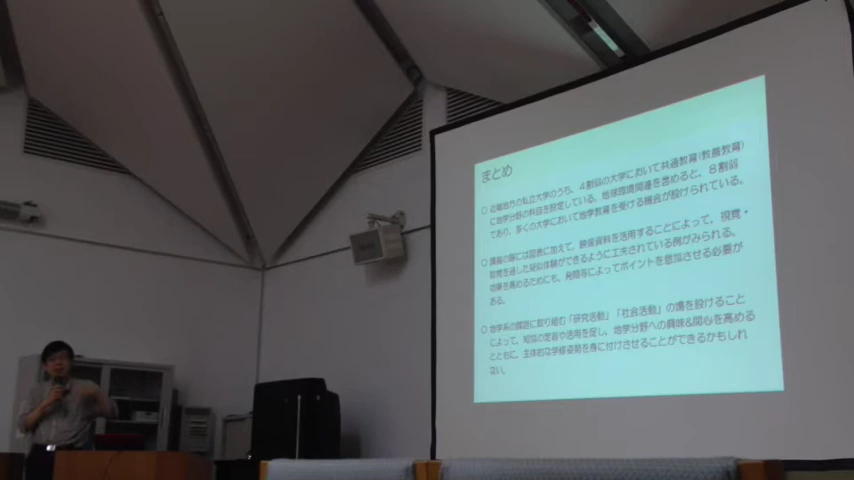 まとめ
○ 近畿地方の私立大学のうち、4割弱の大学において共通教育(教養教育)
に地学分野の科目を設定している。地球環境関連を含めると、8割弱
であり、多くの大学において地学教育を受ける機会が設けられている。
○ 講義の際には図表に加えて、映像資料を活用することによって、視覚・
聴覚を通した疑似体験ができるように工夫されている例がみられる。
効果を高めるためにも、発問等によってポイントを意識させる必要が
ある。
○ 地学系の課題に取り組む「研究活動」「社会活動」の場を設けること
によって、知識の定着や活用を促し、地学分野への興味&関心を高める
とともに、主体的な学修姿勢を身に付けさせることができるかもしれ
ない。